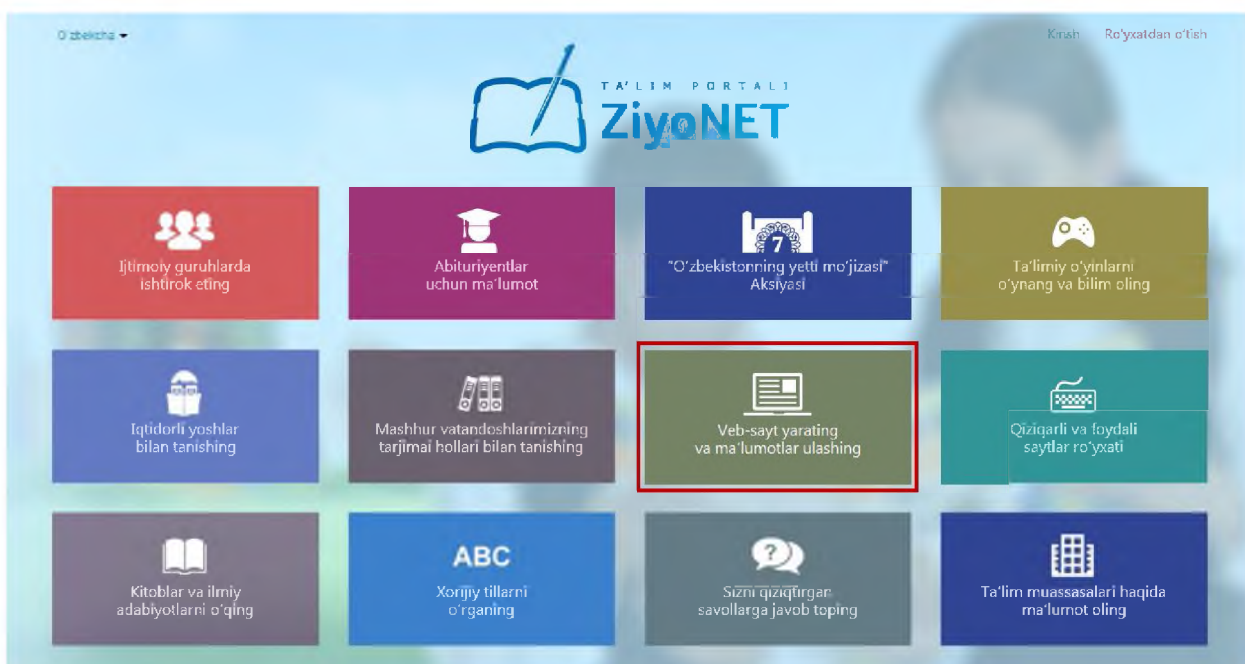 O'zbekcha
Kirish Ro'yxatdan o'tish
TA'LIM PORTALI
ZiyoNET
Ijtimoiy guruhlarda
ishtirok eting
Abituriyentlar
uchun ma'lumot
7
"O'zbekistonning yetti mo'jizasi"
Aksiyasi
Ta'limiy o'yinlarni
o'ynang va bilim oling
Iqtidorli yoshlar
bilan tanishing
Mashhur vatandoshlarimizning
tarjimai hollari bilan tanishing
Veb-sayt yarating
va ma'lumotlar ulashing
Qiziqarli va foydali
saytlar ro'yxati
Kitoblar va ilmiy
adabiyotlarni o'qing
ABC
Xorijiy tillarni
o'rganing
?
Sizni qiziqtirgan
savollarga javob toping
Ta'lim muassasalari haqida
ma'lumot oling